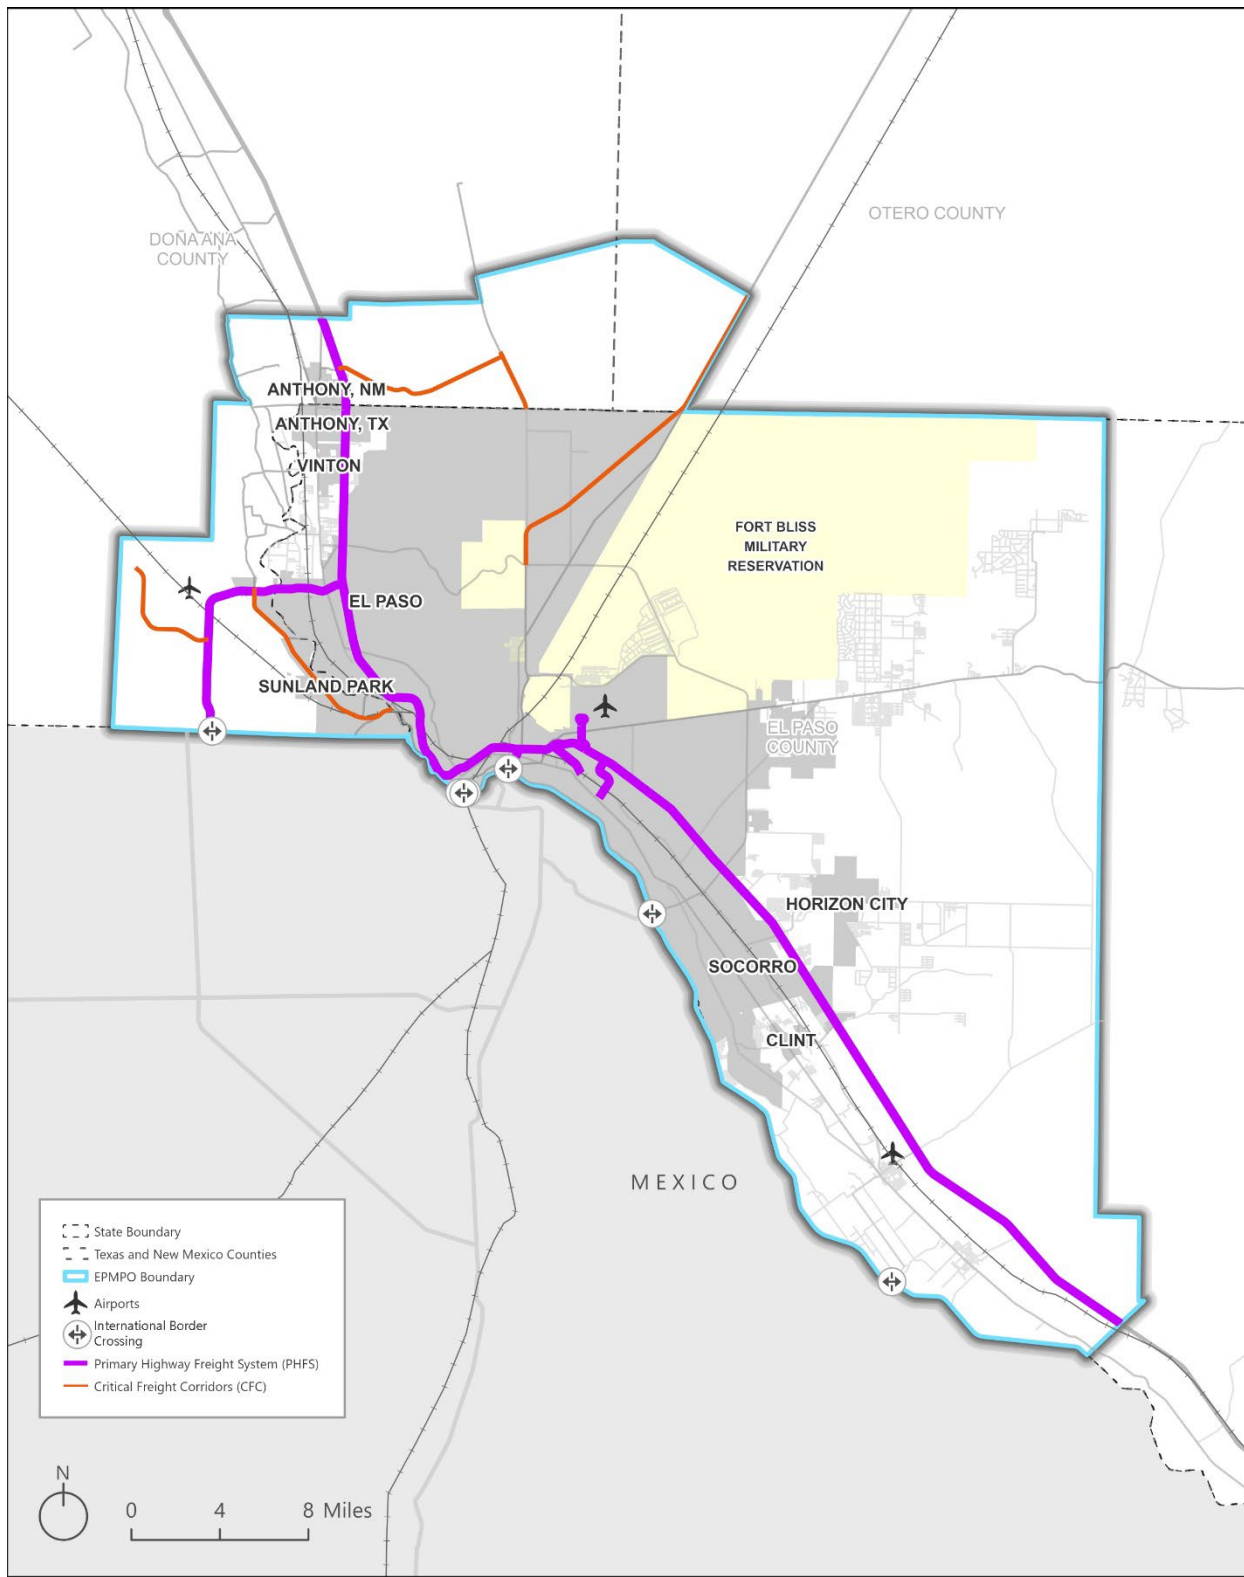 OTERO COUNTY
DOÑA ANA
COUNTY
ANTHONY, NM
ANTHONY, TX
VINTON
FORT BLISS
MILITARY
RESERVATION
EL PASO
SUNLAND PARK
EL PASO
COUNTY
HORIZON CITY
SOCORRO
CLINT
MEXICO
State Boundary
Texas and New Mexico Counties
EPMPO Boundary
Airports
International Border
Crossing
Primary Highway Freight System (PHFS)
Critical Freight Corridors (CFC)
N
0 4 8 Miles